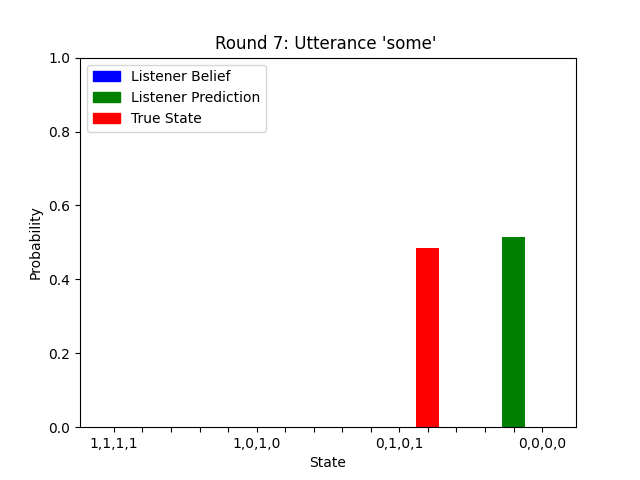 Round 7: Utterance 'some'
Listener Belief
Listener Prediction
True State
1.0
0.8
0.6
0.4
0.2
0.0
Probability
1,1,1,1
1,0,1,0
0,1,0,1
0,0,0,0
State